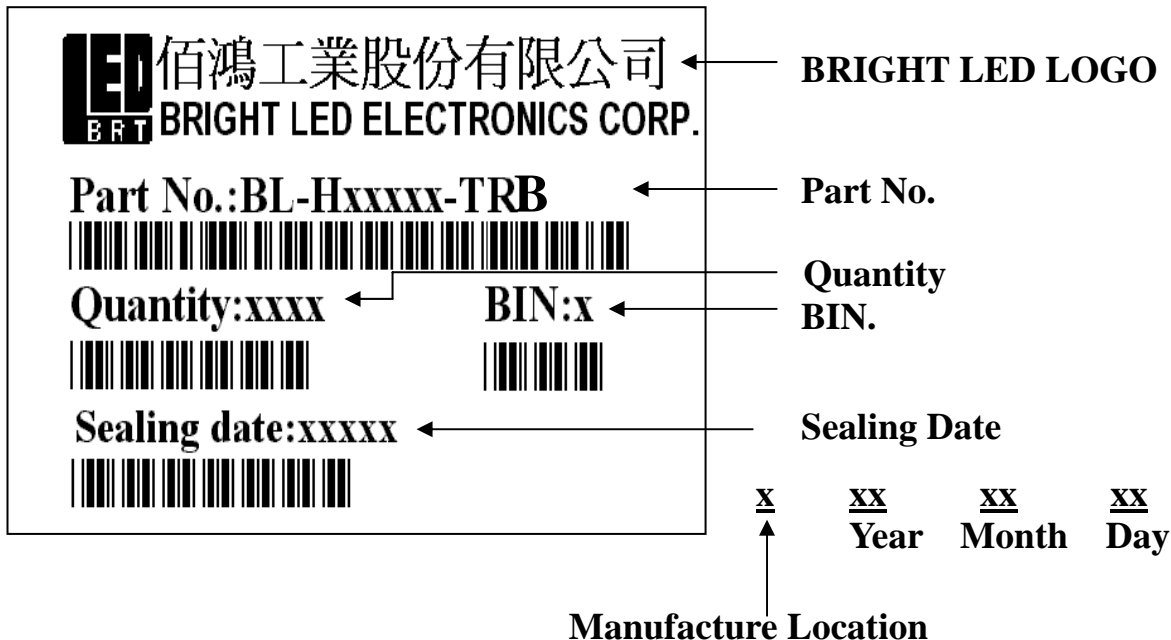 LED 佰鴻工業股份有限公司 BRIGHT LED LOGO
BRT BRIGHT LED ELECTRONICS CORP.
Part No.:BL-Hxxxxx-TRB Part No.
Quantity
Quantity:xxxx BIN:x BIN.
Sealing date:xxxxx Sealing Date
x xx xx xx
Year Month Day
Manufacture Location